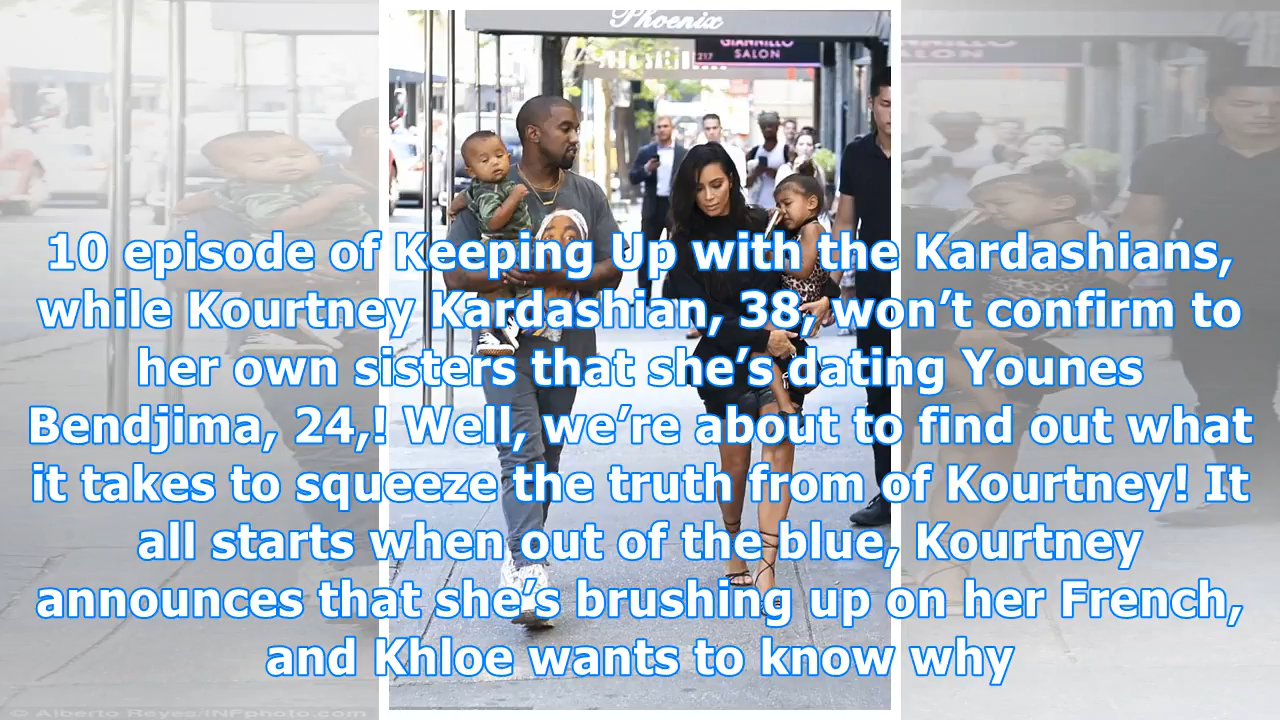 Phoenix
GIANNILLO
217 SALON
10 episode of Keeping Up with the Kardashians,
while Kourtney Kardashian, 38, won’t confirm to
her own sisters that she’s dating Younes
Bendjima, 24,! Well, we’re about to find out what
it takes to squeeze the truth from of Kourtney! It
all starts when out of the blue, Kourtney
announces that she’s brushing up on her French,
and Khloe wants to know why
© Alberto Reyes/INFphoto.com